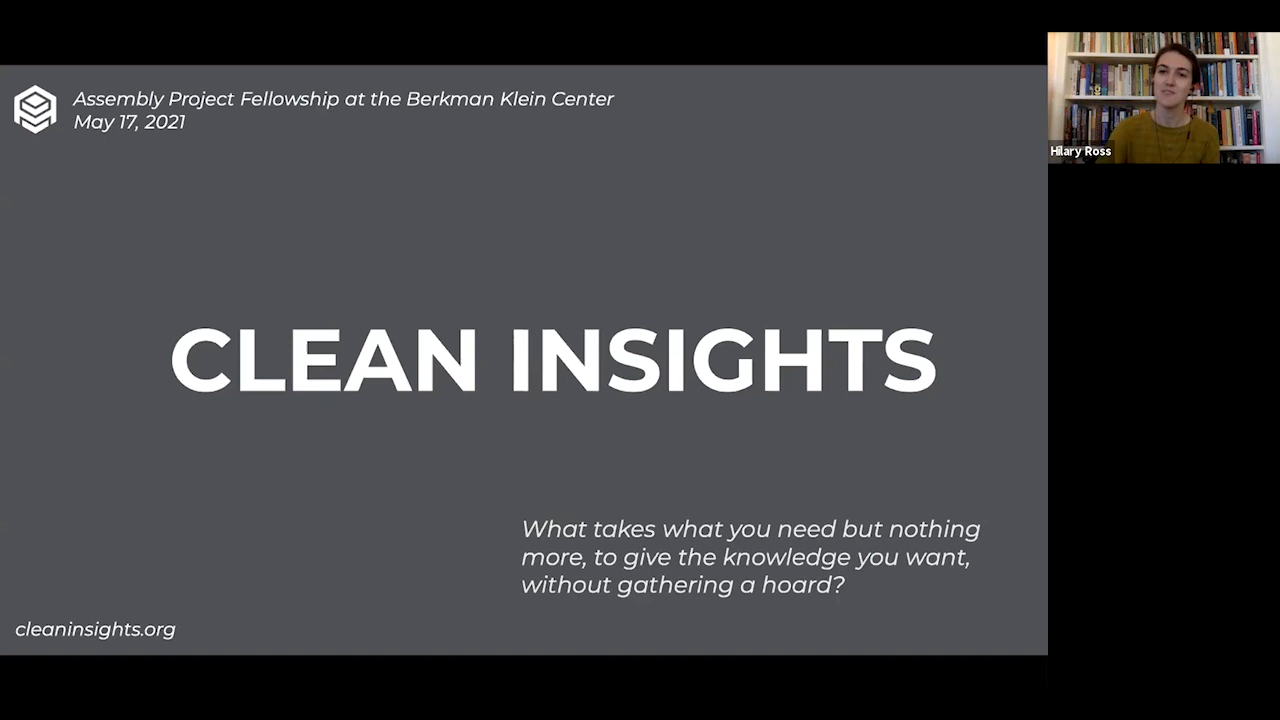 Assembly Project Fellowship at the Berkman Klein Center
May 17, 2021
Hilary Ross
CLEAN INSIGHTS
What takes what you need but nothing
more, to give the knowledge you want,
without gathering a hoard?
cleaninsights.org